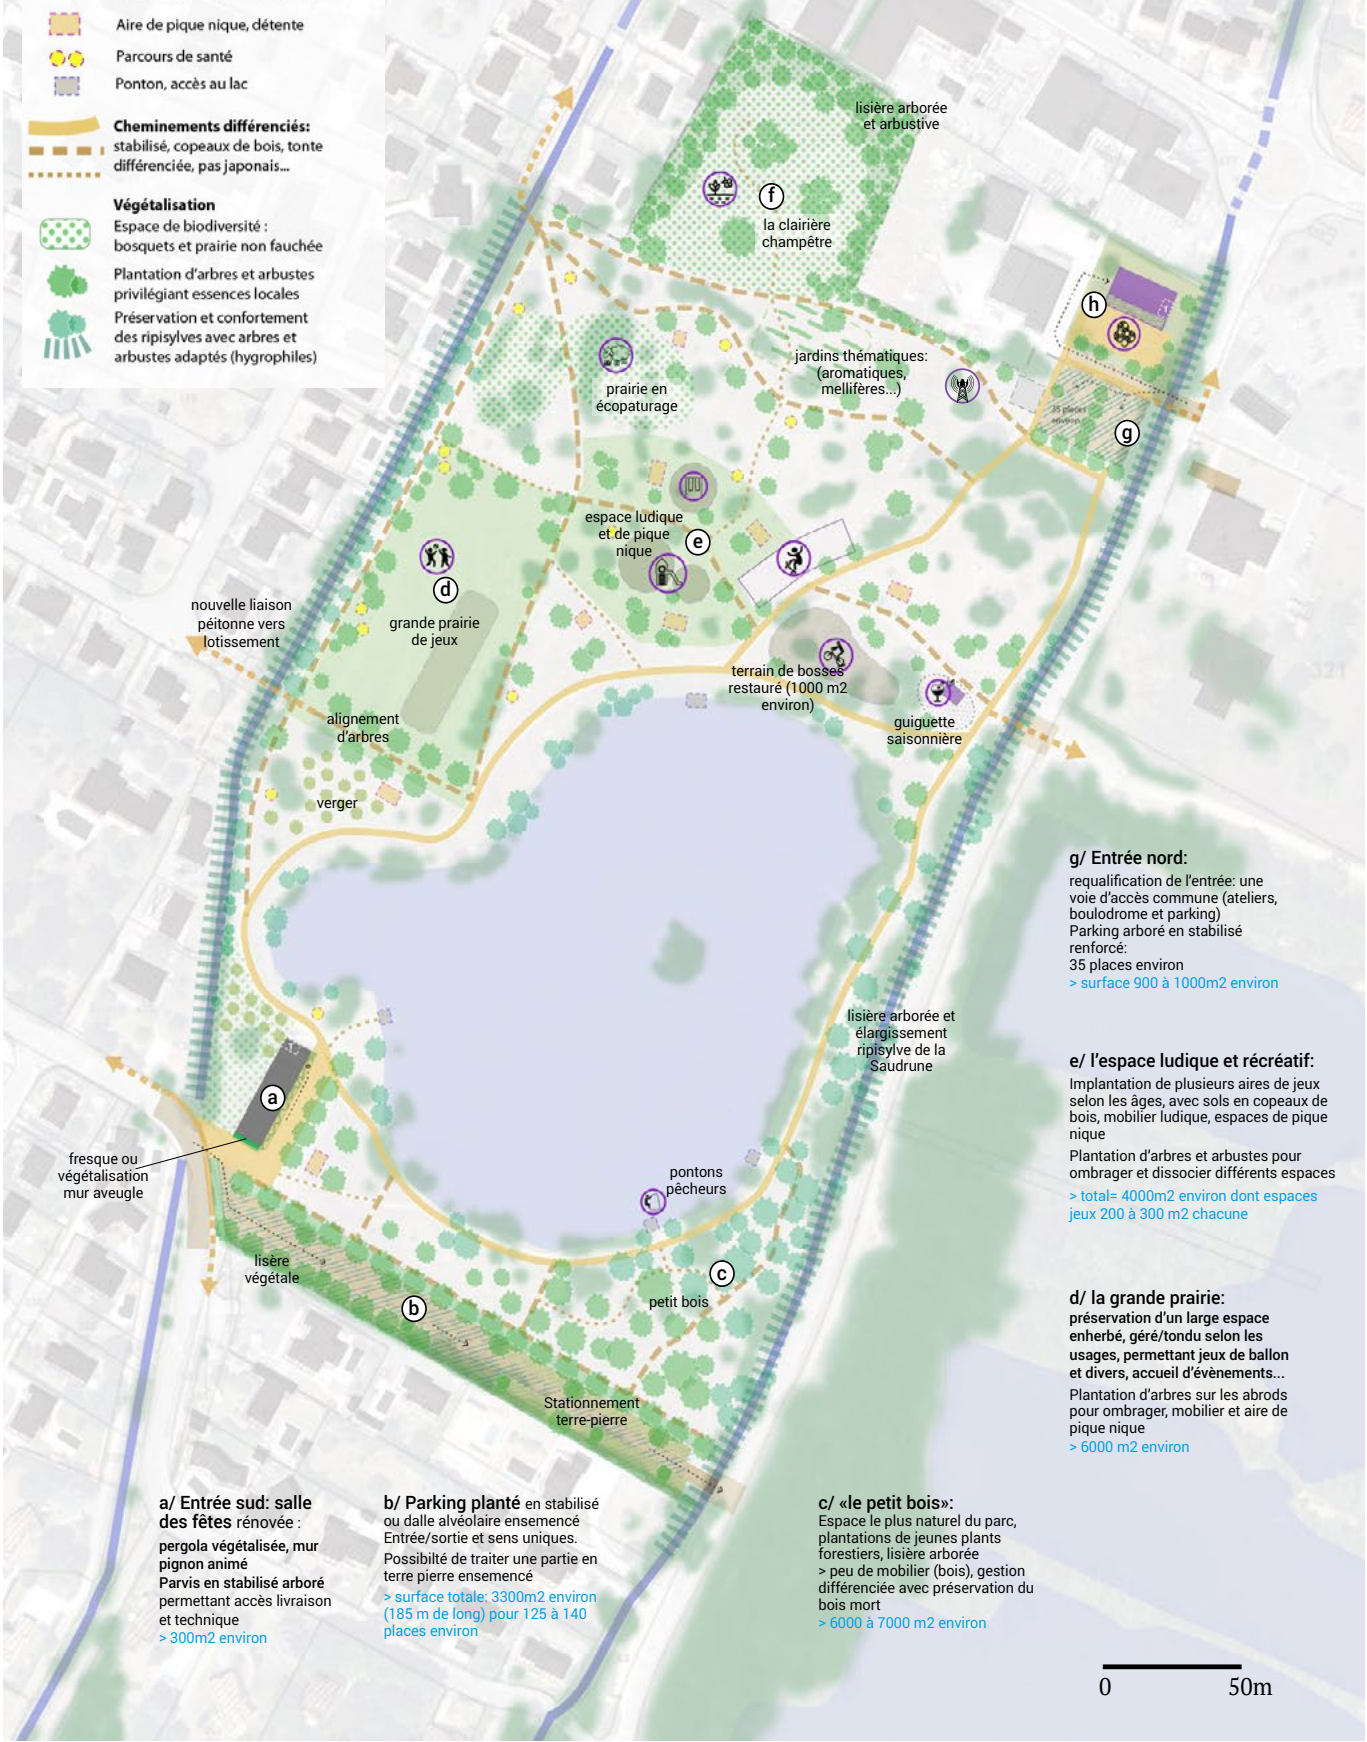 Aire de pique nique, détente
Parcours de santé
Ponton, accès au lac
Cheminements différenciés:
stabilisé, copeaux de bois, tonte
différenciée, pas japonais...
Végétalisation
Espace de biodiversité :
bosquets et prairie non fauchée
Plantation d'arbres et arbustes
privilégiant essences locales
Préservation et confortement
des ripisylves avec arbres et
arbustes adaptés (hygrophiles)
lisière arborée
et arbustive
f
la clairière
champêtre
h
jardins thématiques:
(aromatiques,
mellifères...)
prairie en
écopaturage
35 places
environ
g
espace ludique
et de pique
nique
e
d
grande prairie
de jeux
nouvelle liaison
péitonne vers
lotissement
terrain de bosses
restauré (1000 m2
environ)
321
guiguette
saisonnière
alignement
d'arbres
verger
g/ Entrée nord:
requalification de l'entrée: une
voie d'accès commune (ateliers,
boulodrome et parking)
Parking arboré en stabilisé
renforcé:
35 places environ
> surface 900 à 1000m2 environ
lisière arborée et
élargissement
ripisylve de la
Saudrune
e/ l'espace ludique et récréatif:
Implantation de plusieurs aires de jeux
selon les âges, avec sols en copeaux de
bois, mobilier ludique, espaces de pique
nique
Plantation d'arbres et arbustes pour
ombrager et dissocier différents espaces
> total= 4000m2 environ dont espaces
jeux 200 à 300 m2 chacune
a
fresque ou
végétalisation
mur aveugle
pontons
pêcheurs
lisère
végétale
c
petit bois
b
d/ la grande prairie:
préservation d'un large espace
enherbé, géré/tondu selon les
usages, permettant jeux de ballon
et divers, accueil d'évènements...
Plantation d'arbres sur les abrods
pour ombrager, mobilier et aire de
pique nique
> 6000 m2 environ
Stationnement
terre-pierre
a/ Entrée sud: salle
des fêtes rénovée :
pergola végétalisée, mur
pignon animé
Parvis en stabilisé arboré
permettant accès livraison
et technique
> 300m2 environ
b/ Parking planté en stabilisé
ou dalle alvéolaire ensemencé
Entrée/sortie et sens uniques.
Possibilté de traiter une partie en
terre pierre ensemencé
> surface totale: 3300m2 environ
(185 m de long) pour 125 à 140
places environ
c/ «le petit bois»:
Espace le plus naturel du parc,
plantations de jeunes plants
forestiers, lisière arborée
> peu de mobilier (bois), gestion
différenciée avec préservation du
bois mort
> 6000 à 7000 m2 environ
0 50m